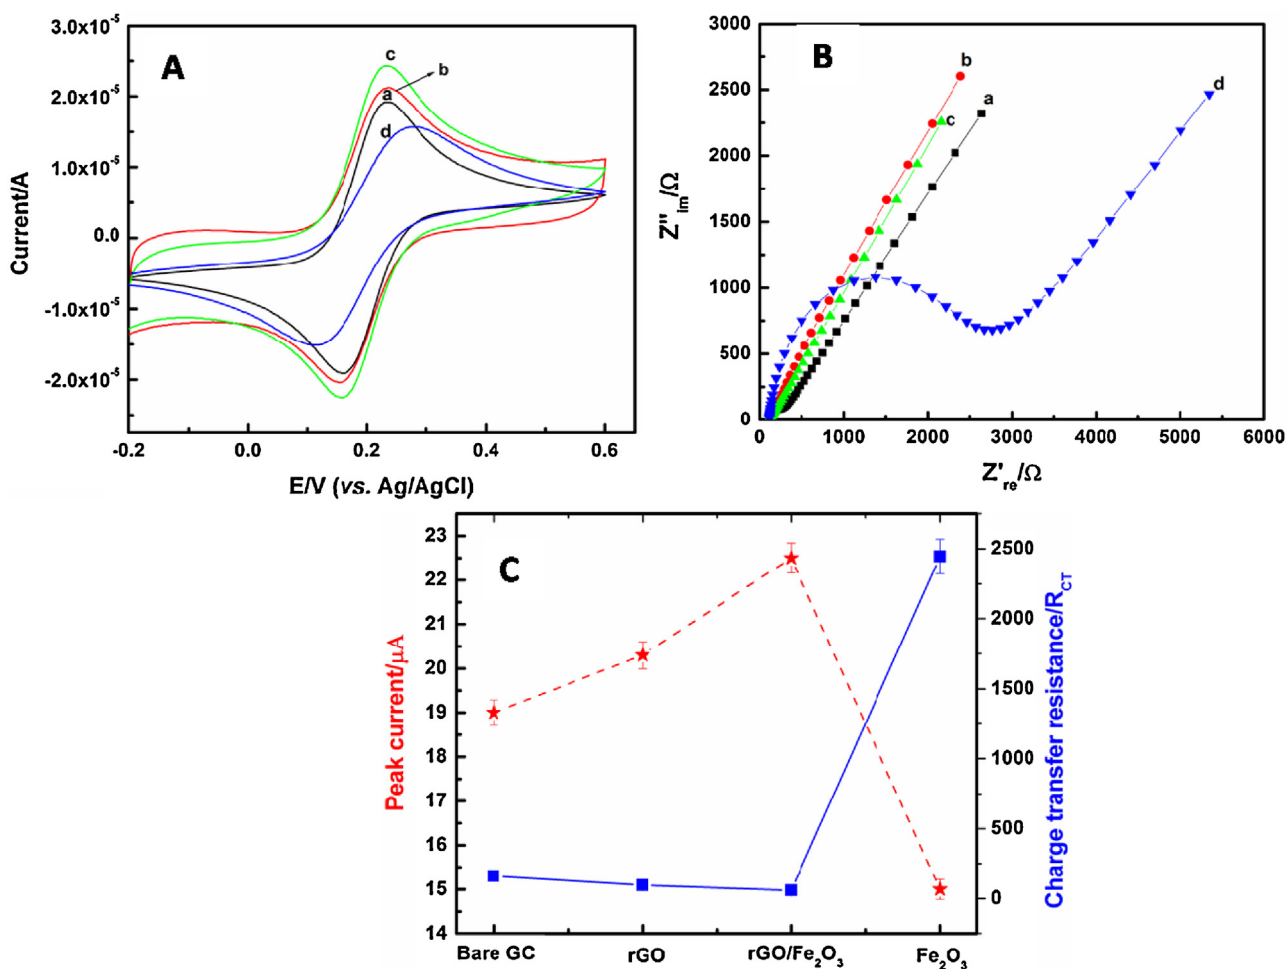 A
3.0x10⁻⁵
2.0x10⁻⁵
1.0x10⁻⁵
0.0
-1.0x10⁻⁵
-2.0x10⁻⁵
Current/A
c
b
a
d
-0.2 0.0 0.2 0.4 0.6
E/V (vs. Ag/AgCl)
B
3000
2500
2000
1500
1000
500
0
Z''im/Ω
b
a
c
d
0 1000 2000 3000 4000 5000 6000
Z're/Ω
C
23
22
21
20
19
18
17
16
15
14
Peak current/μA
2500
2000
1500
1000
500
0
Charge transfer resistance/RCT
Bare GC rGO rGO/Fe₂O₃ Fe₂O₃